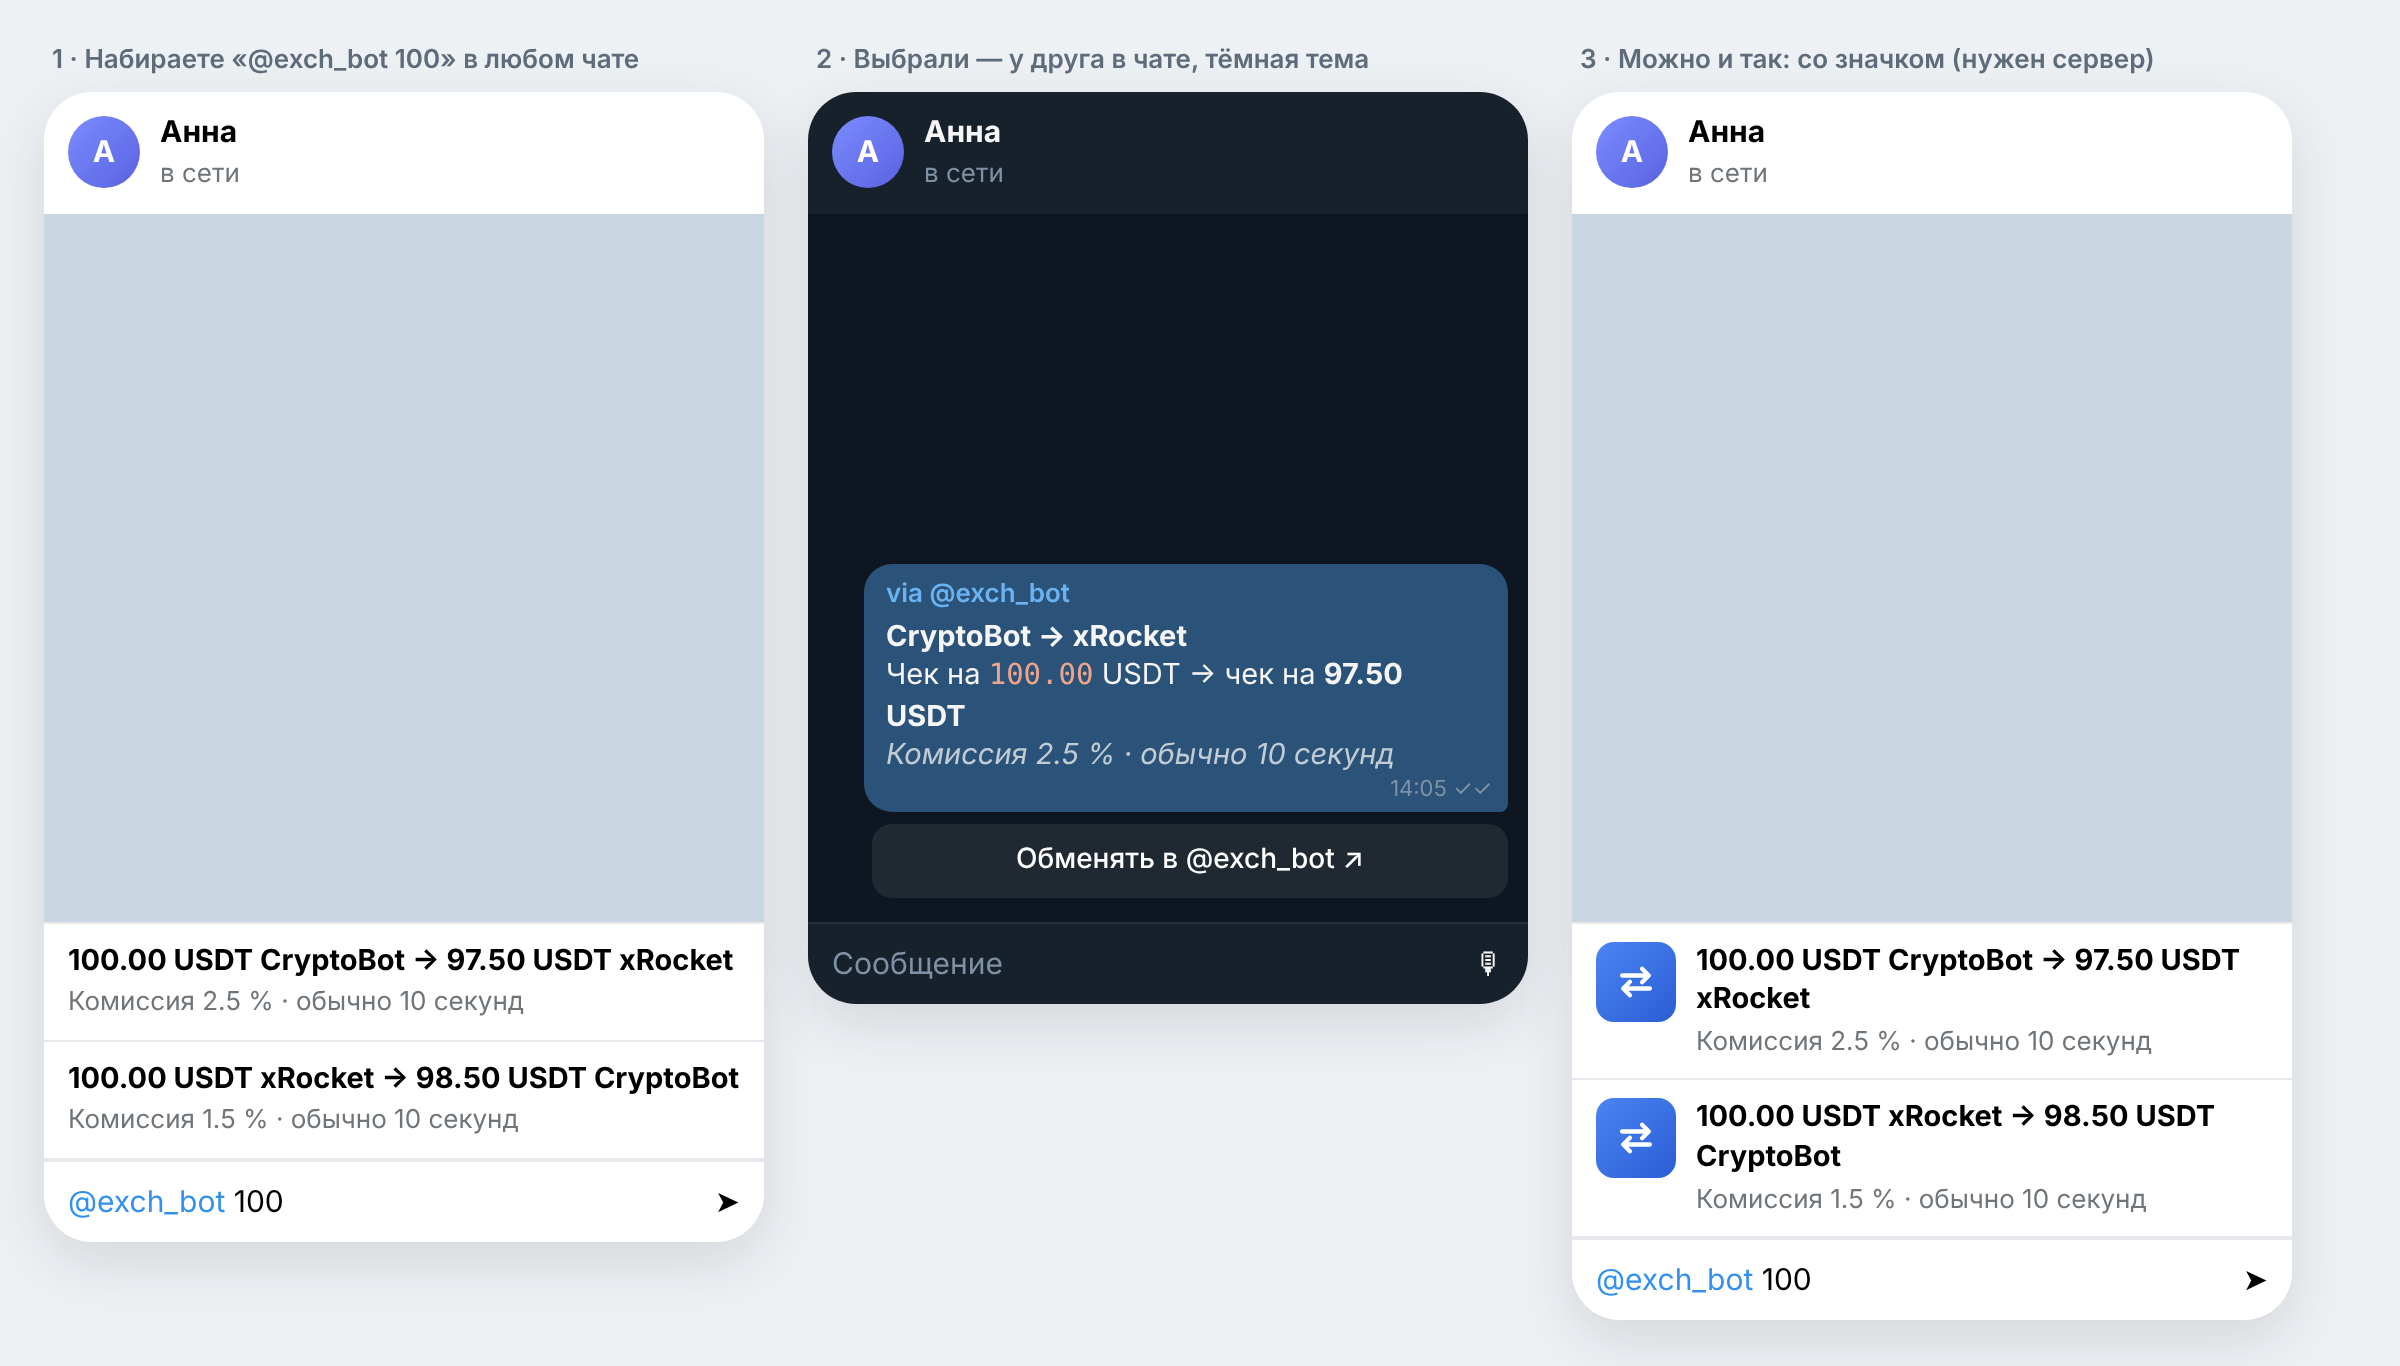 1 · Набираете «@exch_bot 100» в любом чате
А
Анна
в сети
100.00 USDT CryptoBot → 97.50 USDT xRocket
Комиссия 2.5 % · обычно 10 секунд
100.00 USDT xRocket → 98.50 USDT CryptoBot
Комиссия 1.5 % · обычно 10 секунд
@exch_bot 100
2 · Выбрали — у друга в чате, тёмная тема
А
Анна
в сети
via @exch_bot
CryptoBot → xRocket
Чек на 100.00 USDT → чек на 97.50
USDT
Комиссия 2.5 % · обычно 10 секунд
14:05 ✓✓
Обменять в @exch_bot ↗
Сообщение
3 · Можно и так: со значком (нужен сервер)
А
Анна
в сети
100.00 USDT CryptoBot → 97.50 USDT
xRocket
Комиссия 2.5 % · обычно 10 секунд
100.00 USDT xRocket → 98.50 USDT
CryptoBot
Комиссия 1.5 % · обычно 10 секунд
@exch_bot 100